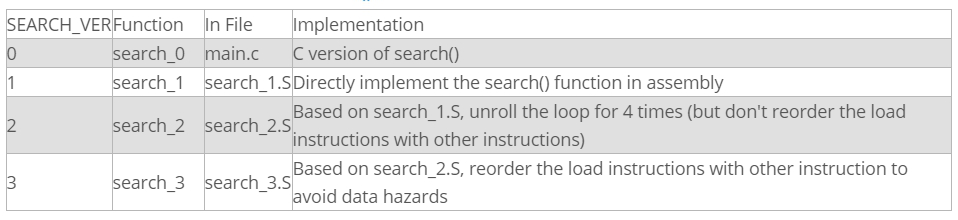 SEARCH_VER Function In File Implementation
0 search_0 main.c C version of search()
1 search_1 search_1.S Directly implement the search() function in assembly
2 search_2 search_2.S Based on search_1.S, unroll the loop for 4 times (but don't reorder the load
instructions with other instructions)
3 search_3 search_3.S Based on search_2.S, reorder the load instructions with other instruction to
avoid data hazards